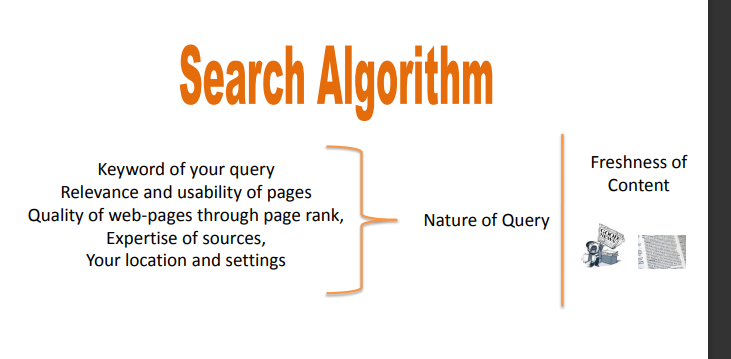 Search Algorithm
Keyword of your query
Relevance and usability of pages
Quality of web-pages through page rank,
Expertise of sources,
Your location and settings
Nature of Query
Freshness of
Content